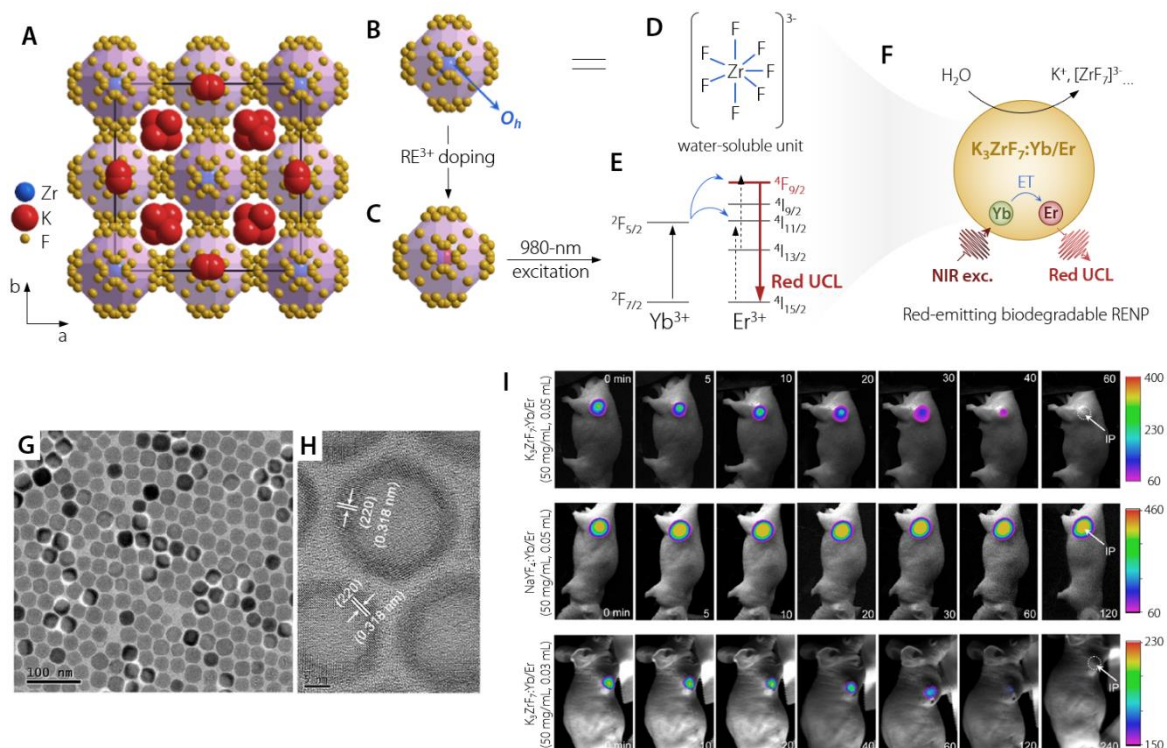 A
Zr
K
F
b
a
B
O_h
RE³⁺ doping
C
980-nm
excitation
D
3-
F
F
F
Zr
F
F
F
F
water-soluble unit
E
²F₅/₂
²F₇/₂
Yb³⁺
⁴F₉/₂
⁴I₉/₂
⁴I₁₁/₂
⁴I₁₃/₂
Red UCL
⁴I₁₅/₂
Er³⁺
F
H₂O
K⁺, [ZrF₇]³⁻...
K₃ZrF₇:Yb/Er
ET
Yb
Er
NIR exc.
Red UCL
Red-emitting biodegradable RENP
G
100 nm
H
(220)
(0.318 nm)
(220)
(0.318 nm)
I
K₃ZrF₇:Yb/Er
(50 mg/mL, 0.05 mL)
0 min
5
10
20
30
40
60
IP
400
230
60
NaYF₄:Yb/Er
(50 mg/mL, 0.05 mL)
0 min
5
10
20
30
60
120
IP
460
260
60
K₃ZrF₇:Yb/Er
(50 mg/mL, 0.03 mL)
0 min
10
20
40
60
120
240
IP
230
190
150